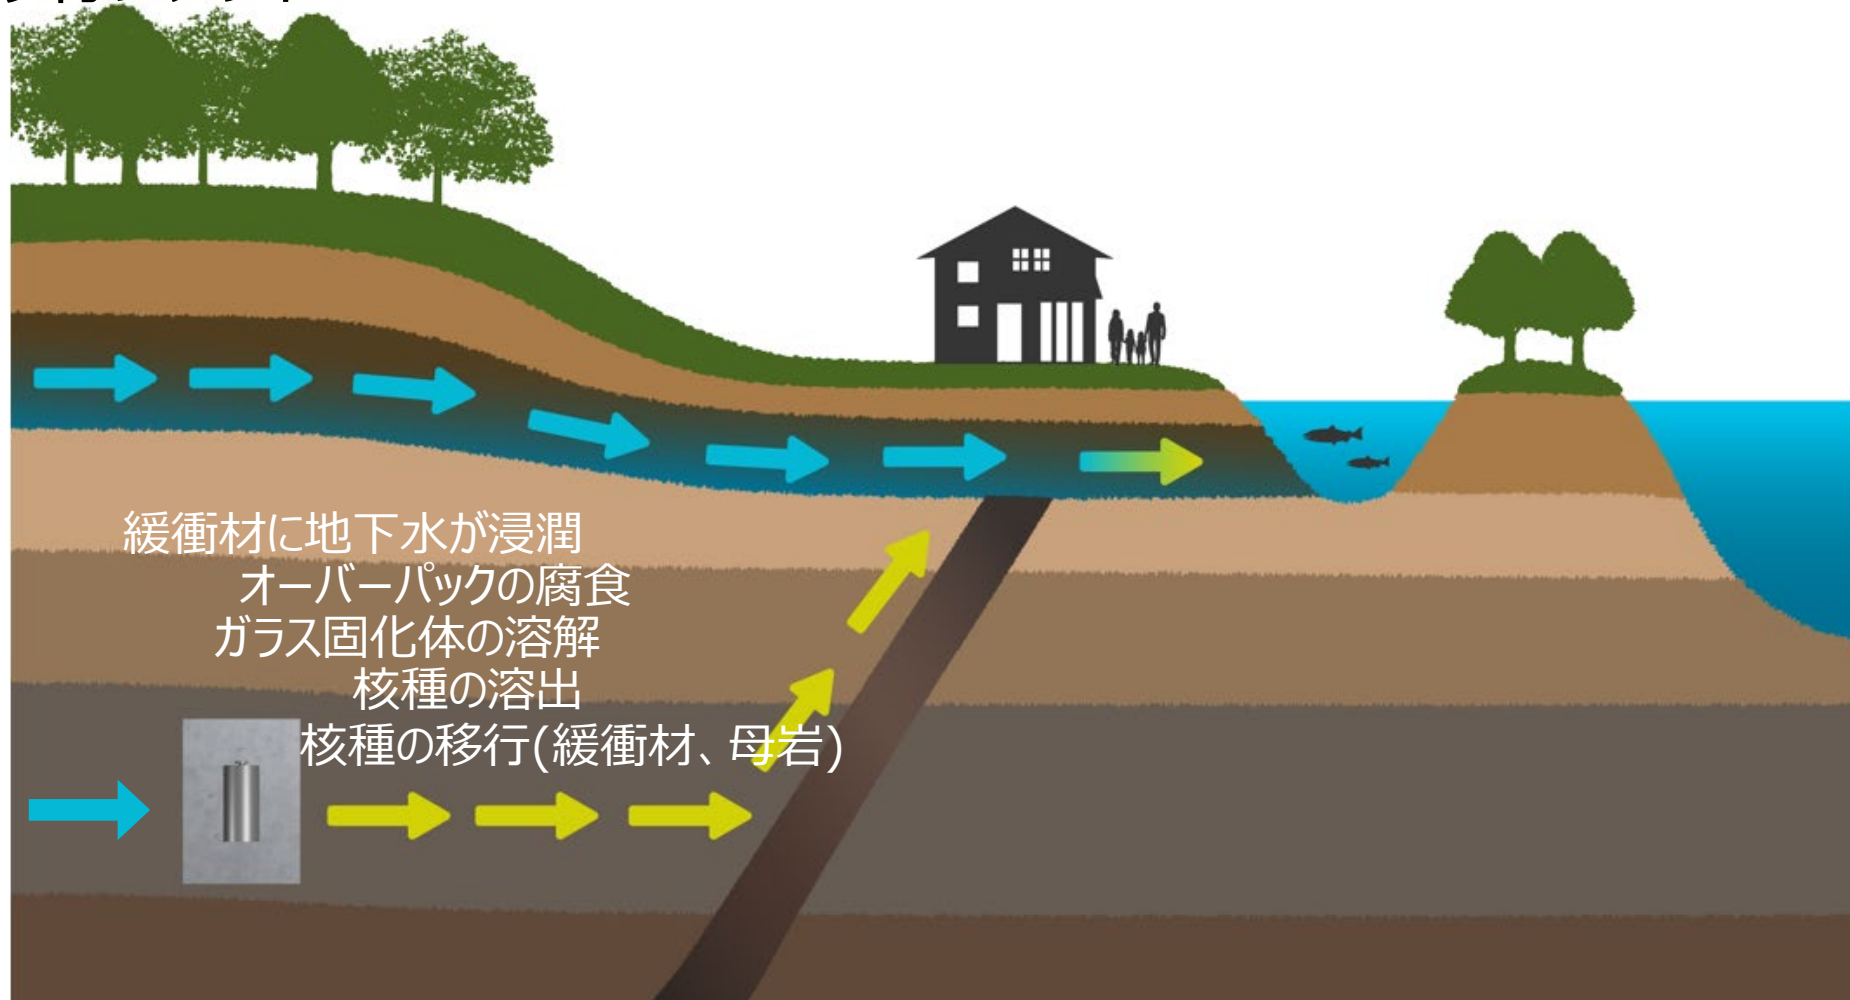 緩衝材に地下水が浸潤
オーバーパックの腐食
ガラス固化体の溶解
核種の溶出
核種の移行(緩衝材、母岩)